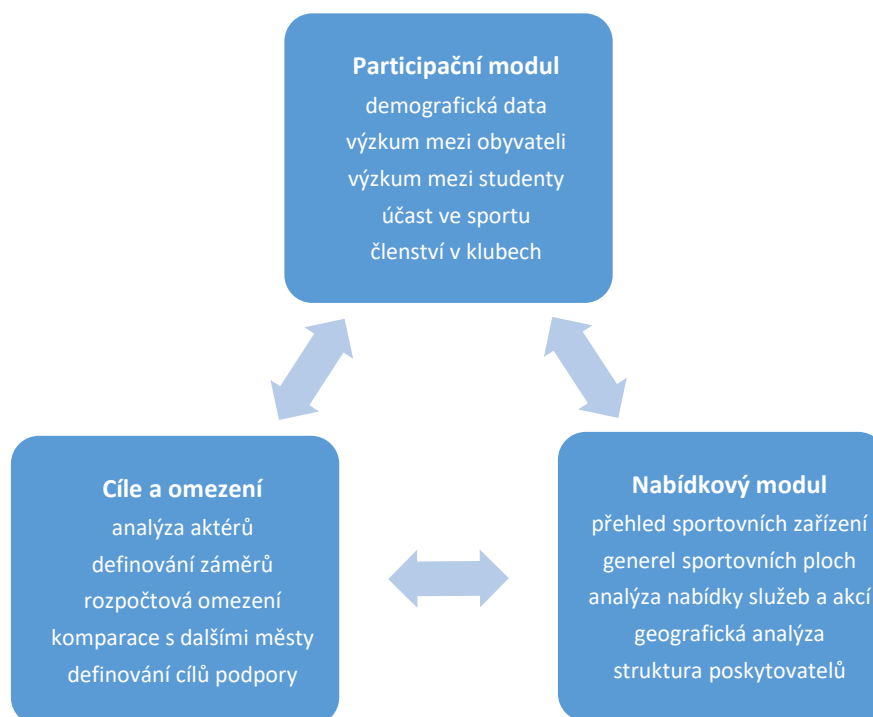 Participační modul
demografická data
výzkum mezi obyvateli
výzkum mezi studenty
účast ve sportu
členství v klubech
Cíle a omezení
analýza aktérů
definování záměrů
rozpočtová omezení
komparace s dalšími městy
definování cílů podpory
Nabídkový modul
přehled sportovních zařízení
generel sportovních ploch
analýza nabídky služeb a akcí
geografická analýza
struktura poskytovatelů